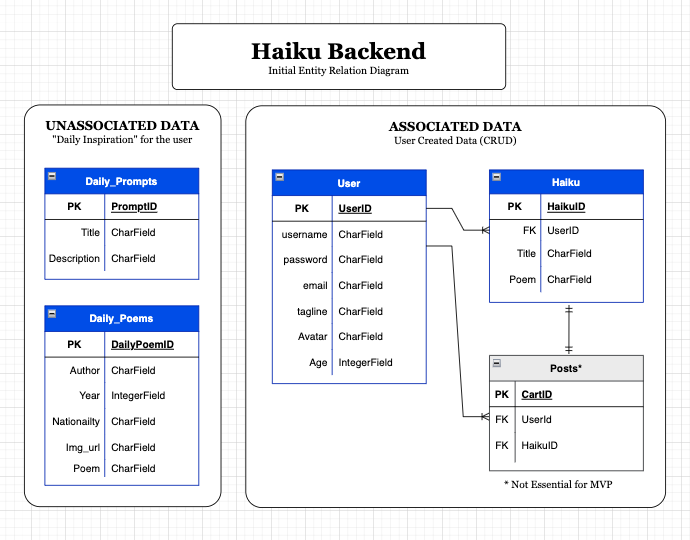 Haiku Backend
Initial Entity Relation Diagram
UNASSOCIATED DATA
"Daily Inspiration" for the user
Daily_Prompts
PK PromptID
Title CharField
Description CharField
Daily_Poems
PK DailyPoemID
Author CharField
Year IntegerField
Nationailty CharField
Img_url CharField
Poem CharField
ASSOCIATED DATA
User Created Data (CRUD)
User
PK UserID
username CharField
password CharField
email CharField
tagline CharField
Avatar CharField
Age IntegerField
Haiku
PK HaikuID
FK UserID
Title CharField
Poem CharField
Posts*
PK CartID
FK UserId
FK HaikuID
* Not Essential for MVP